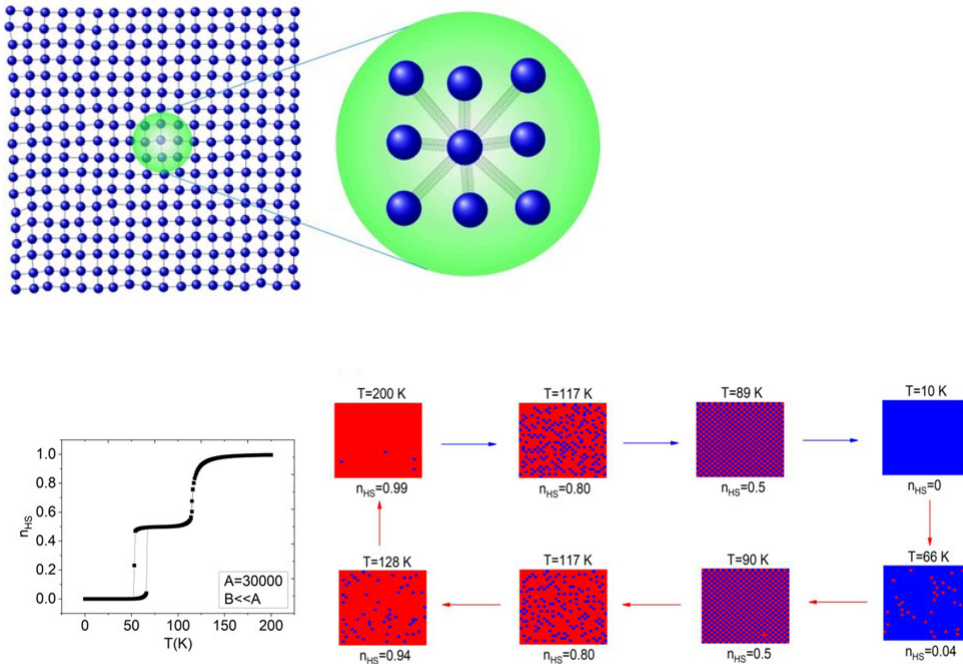 T=200 K
T=117 K
T=89 K
T=10 K
n_HS=0.99
n_HS=0.80
n_HS=0.5
n_HS=0
1.0
0.8
0.6
0.4
0.2
0.0
n_HS
A=30000
B<<A
0
50
100
150
200
T(K)
T=128 K
T=117 K
T=90 K
T=66 K
n_HS=0.94
n_HS=0.80
n_HS=0.5
n_HS=0.04